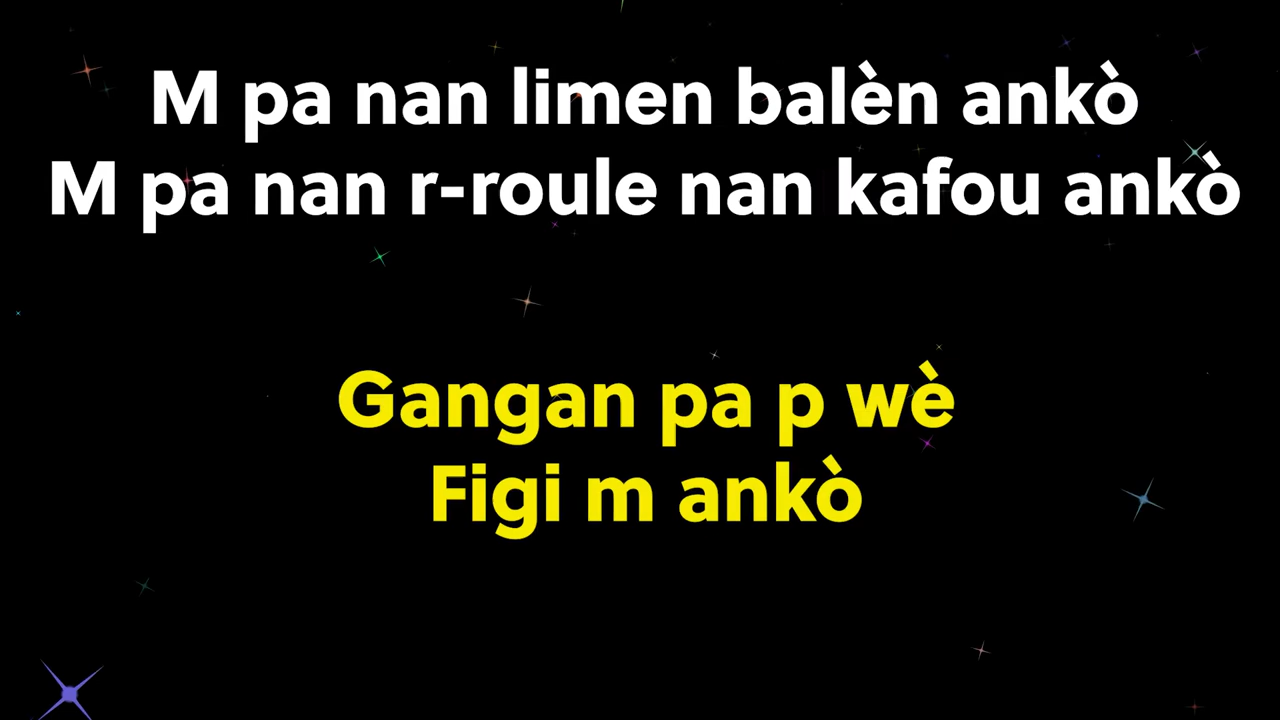 M pa nan limen balèn ankò
M pa nan r-roule nan kafou ankò
Gangan pa p wè
Figi m ankò